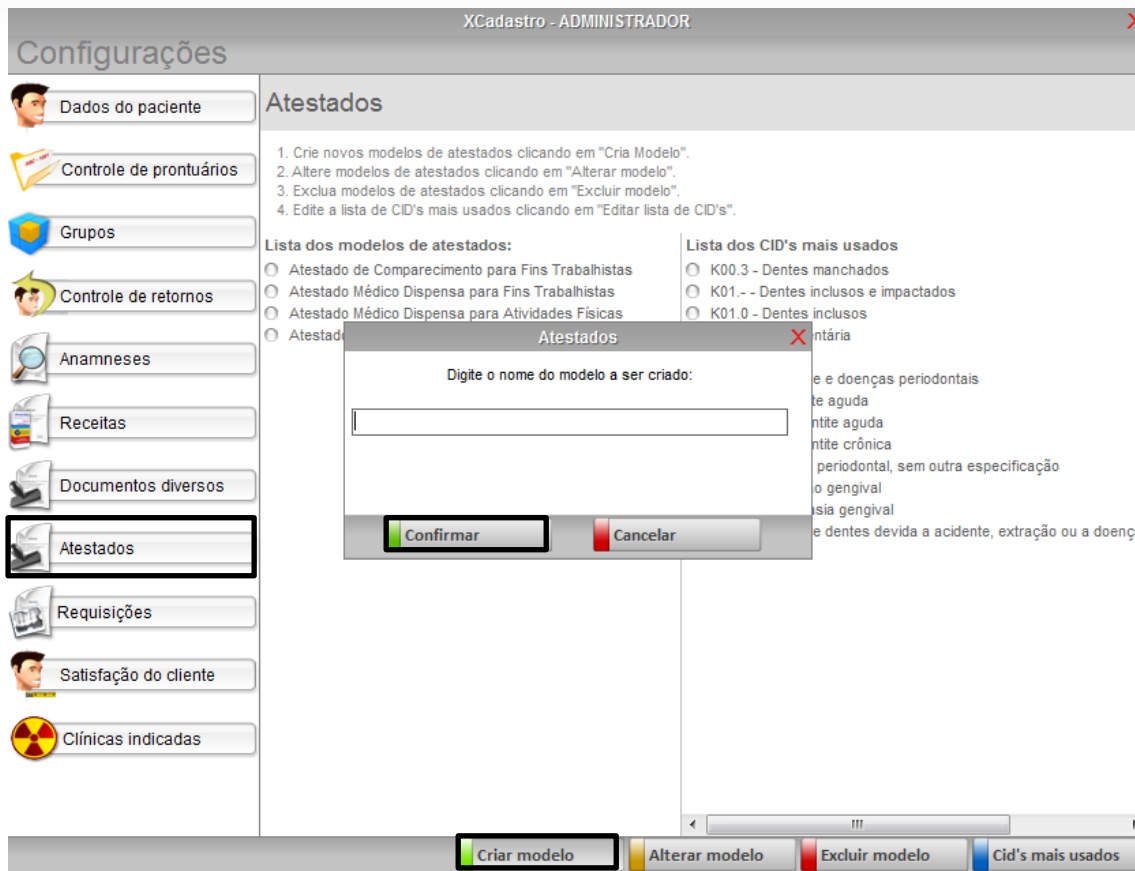 XCadastro - ADMINISTRADOR
Configurações
Dados do paciente
Controle de prontuários
Grupos
Controle de retornos
Anamneses
Receitas
Documentos diversos
Atestados
Requisições
Satisfação do cliente
Clínicas indicadas
Atestados
1. Crie novos modelos de atestados clicando em "Cria Modelo".
2. Altere modelos de atestados clicando em "Alterar modelo".
3. Exclua modelos de atestados clicando em "Excluir modelo".
4. Edite a lista de CID's mais usados clicando em "Editar lista de CID's".
Lista dos modelos de atestados:
Atestado de Comparecimento para Fins Trabalhistas
Atestado Médico Dispensa para Fins Trabalhistas
Atestado Médico Dispensa para Atividades Físicas
Atestad
Lista dos CID's mais usados
K00.3 - Dentes manchados
K01.- - Dentes inclusos e impactados
K01.0 - Dentes inclusos
ntária
e e doenças periodontais
te aguda
ntite aguda
ntite crônica
periodontal, sem outra especificação
o gengival
asia gengival
e dentes devida a acidente, extração ou a doenç
Atestados
X
Digite o nome do modelo a ser criado:
Confirmar
Cancelar
Criar modelo
Alterar modelo
Excluir modelo
Cid's mais usados